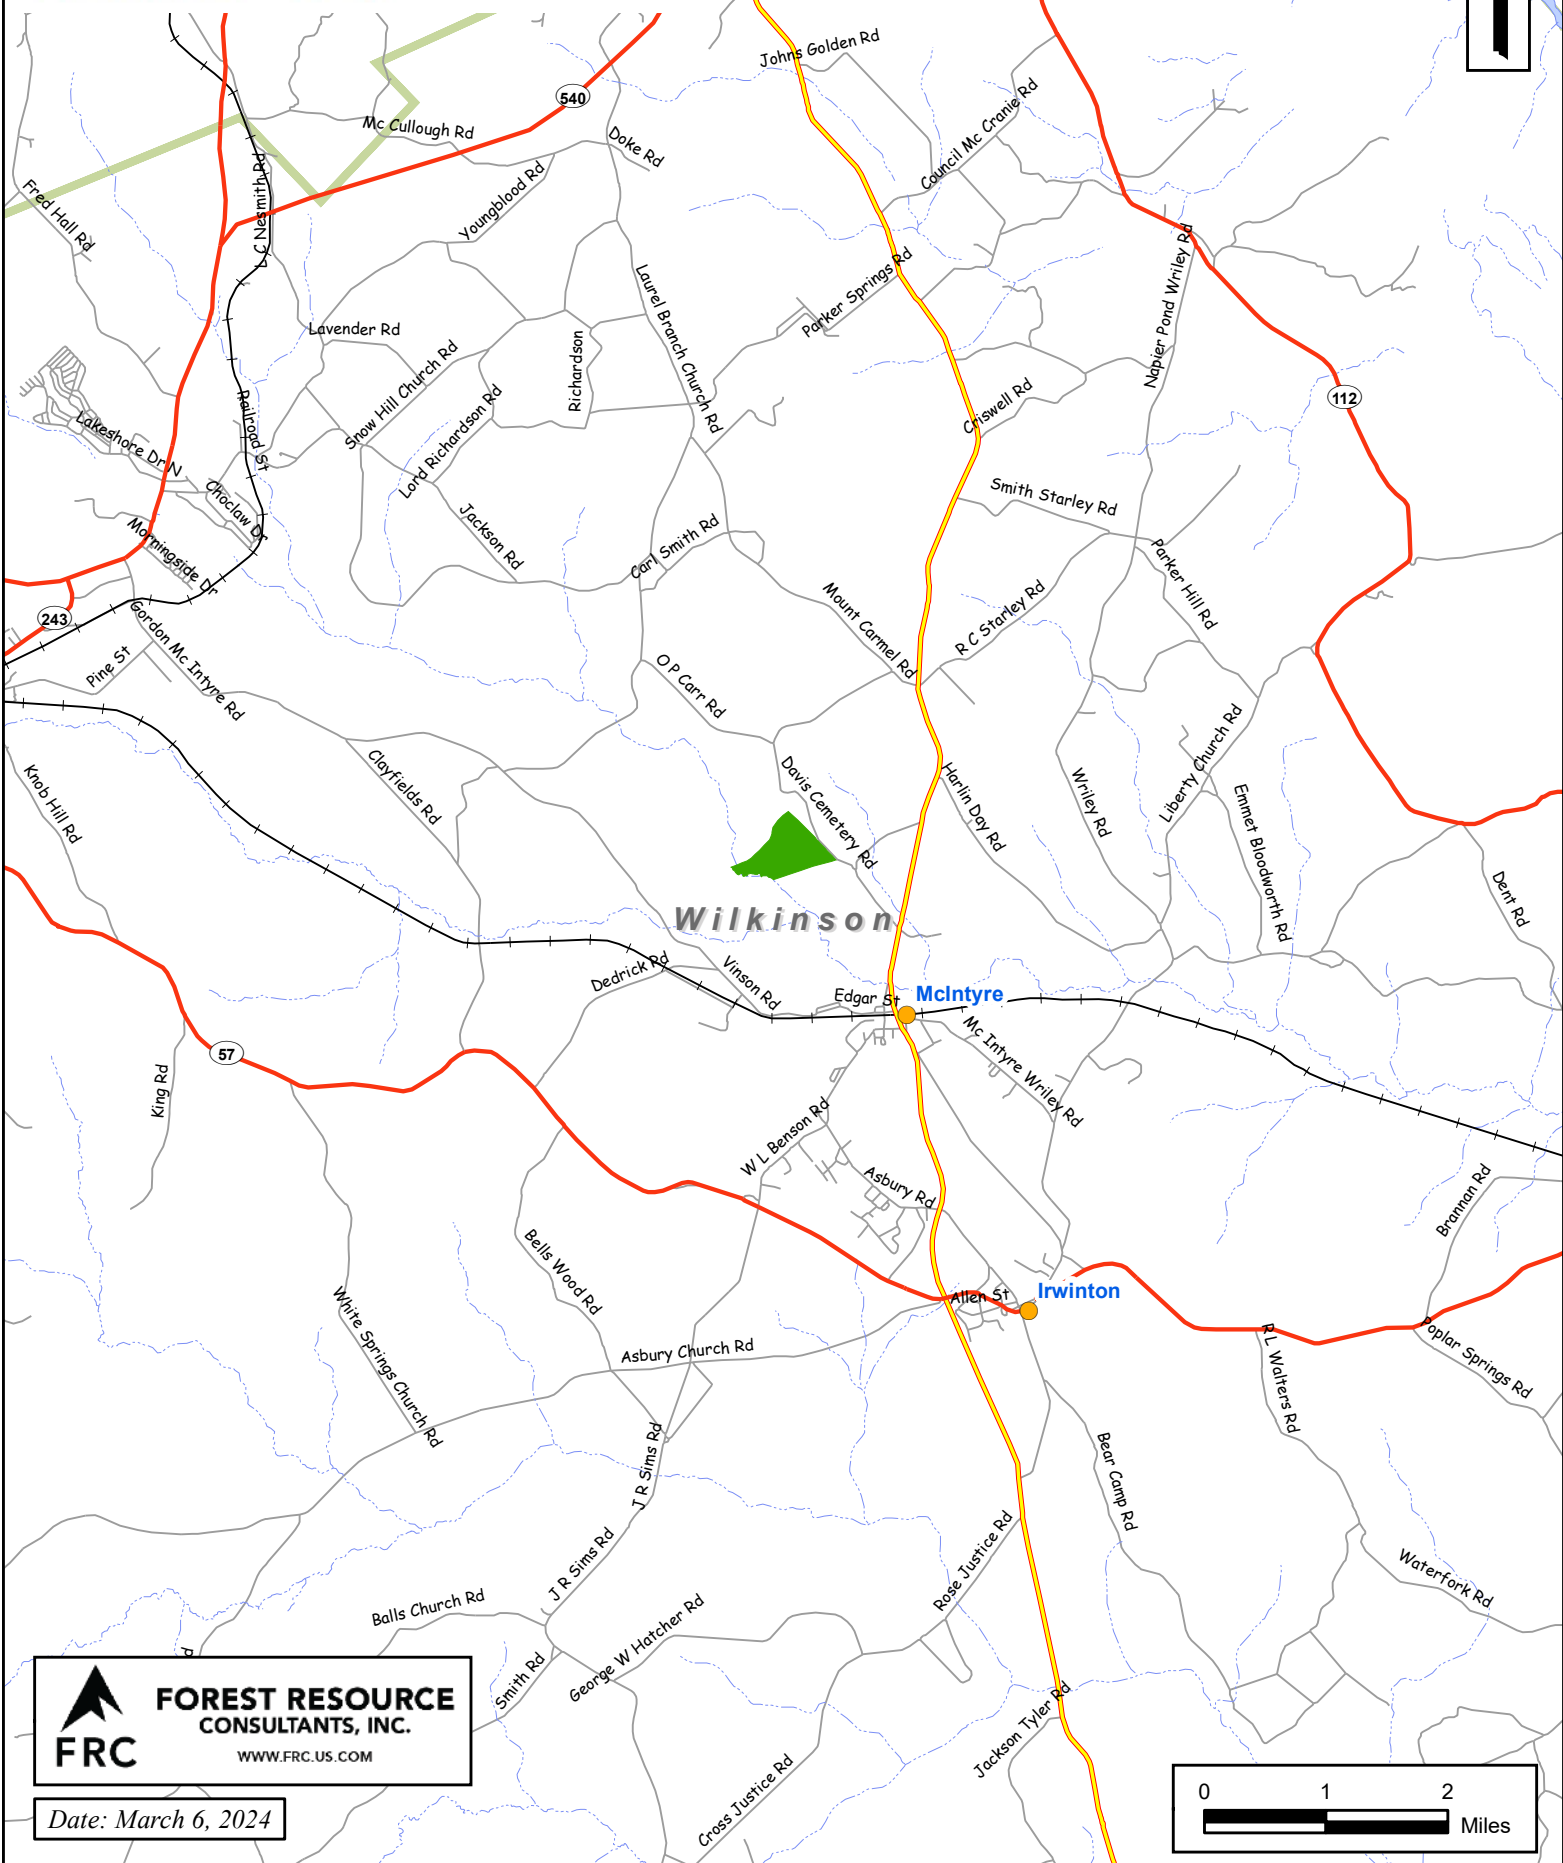 Johns Golden Rd
540
Mc Cullough Rd
Doke Rd
Council Mc Cranie Rd
Fred Hall Rd
L C Nesmith Rd
Youngblood Rd
Laurel Branch Church Rd
Parker Springs Rd
Napier Pond Wriley Rd
Lavender Rd
Snow Hill Church Rd
Richardson
Lord Richardson Rd
Criswell Rd
112
Railroad St
Lakeshore Dr N
Choclaw Dr
Morningside Dr
Jackson Rd
Carl Smith Rd
Smith Starley Rd
Parker Hill Rd
Mount Carmel Rd
R C Starley Rd
243
Gordon Mc Intyre Rd
Pine St
O P Carr Rd
Knob Hill Rd
Clayfields Rd
Davis Cemetery Rd
Harlin Day Rd
Wriley Rd
Liberty Church Rd
Emmet Bloodworth Rd
Dent Rd
Wilkinson
Dedrick Rd
Vinson Rd
Edgar St
McIntyre
Mc Intyre Wriley Rd
57
King Rd
W L Benson Rd
Asbury Rd
Brannan Rd
Bells Wood Rd
White Springs Church Rd
Allen St
Irwinton
Asbury Church Rd
R L Walters Rd
Poplar Springs Rd
J R Sims Rd
Bear Camp Rd
J R Sims Rd
Rose Justice Rd
Waterfork Rd
Balls Church Rd
George W Hatcher Rd
Smith Rd
Jackson Tyler Rd
Cross Justice Rd
FOREST RESOURCE
CONSULTANTS, INC.
WWW.FRC.US.COM
FRC
Date: March 6, 2024
0 1 2
Miles